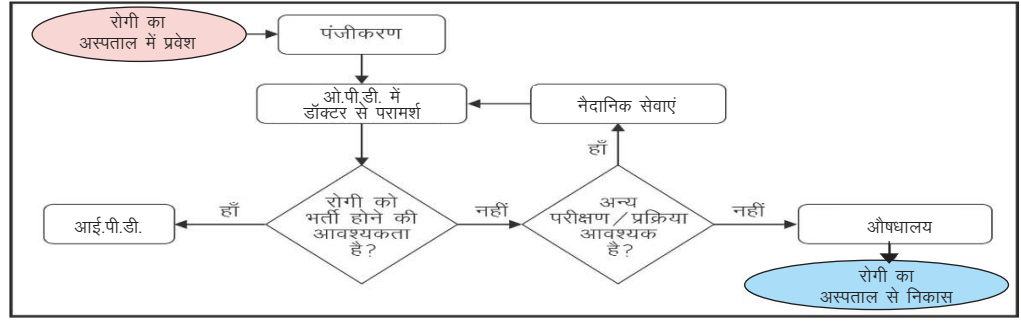 रोगी का
अस्पताल में प्रवेश
पंजीकरण
ओ.पी.डी. में
डॉक्टर से परामर्श
नैदानिक सेवाएं
हाँ
रोगी को
भर्ती होने की
आवश्यकता
है?
हाँ
आई.पी.डी.
नहीं
अन्य
परीक्षण/प्रक्रिया
आवश्यक
है?
नहीं
औषधालय
रोगी का
अस्पताल से निकास